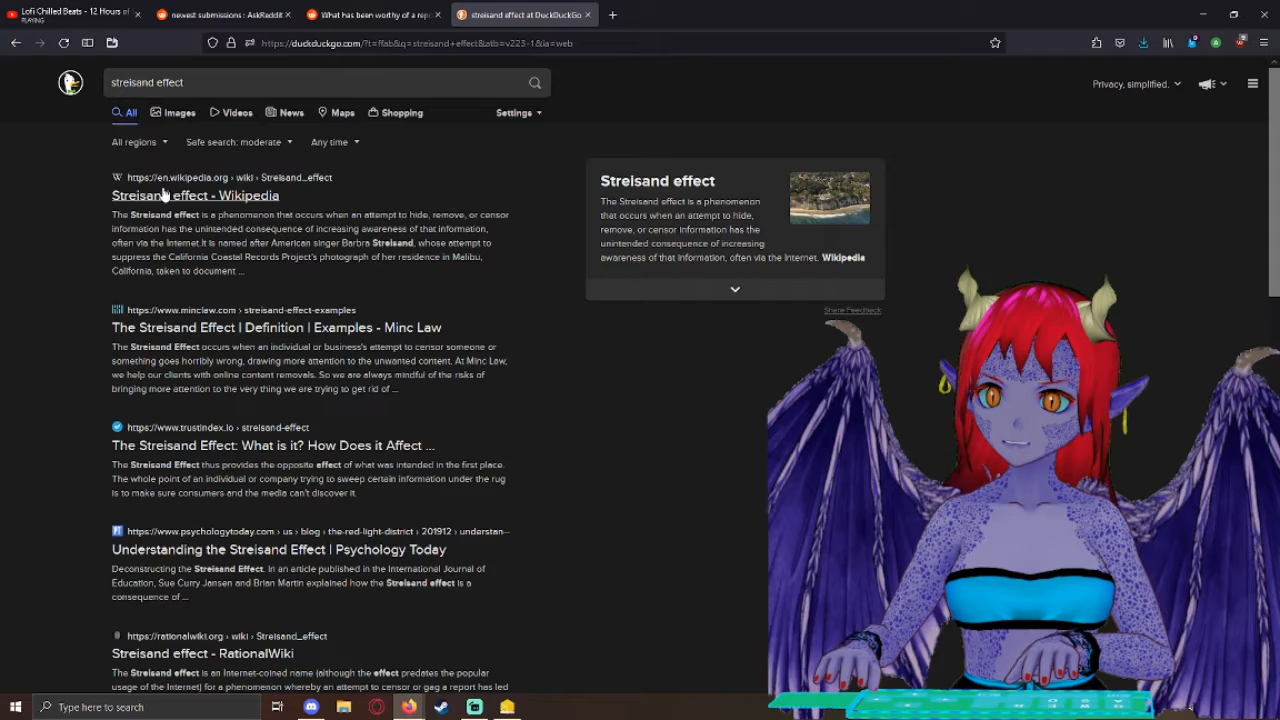 Lofi Chilled Beats - 12 Hours of
PLAYING
newest submissions : AskReddit
What has been worthy of a repo
streisand effect at DuckDuckGo
https://duckduckgo.com/?t=ffab&q=streisand+effect&atb=v223-1&ia=web
streisand effect
Privacy, simplified.
All Images Videos News Maps Shopping Settings
All regions Safe search: moderate Any time
https://en.wikipedia.org › wiki › Streisand_effect
Streisand effect - Wikipedia
The Streisand effect is a phenomenon that occurs when an attempt to hide, remove, or censor
information has the unintended consequence of increasing awareness of that information,
often via the Internet.It is named after American singer Barbra Streisand, whose attempt to
suppress the California Coastal Records Project's photograph of her residence in Malibu,
California, taken to document ...
https://www.minclaw.com › streisand-effect-examples
The Streisand Effect | Definition | Examples - Minc Law
The Streisand Effect occurs when an individual or business's attempt to censor someone or
something goes horribly wrong, drawing more attention to the unwanted content. At Minc Law,
we help our clients with online content removals. So we are always mindful of the risks of
bringing more attention to the very thing we are trying to get rid of ...
https://www.trustindex.io › streisand-effect
The Streisand Effect: What is it? How Does it Affect ...
The Streisand Effect thus provides the opposite effect of what was intended in the first place.
The whole point of an individual or company trying to sweep certain information under the rug
is to make sure consumers and the media can't discover it.
https://www.psychologytoday.com › us › blog › the-red-light-district › 201912 › understan--
Understanding the Streisand Effect | Psychology Today
Deconstructing the Streisand Effect. In an article published in the International Journal of
Education, Sue Curry Jansen and Brian Martin explained how the Streisand effect is a
consequence of ...
https://rationalwiki.org › wiki › Streisand_effect
Streisand effect - RationalWiki
The Streisand effect is an Internet-coined name (although the effect predates the popular
usage of the Internet) for a phenomenon whereby an attempt to censor or gag a report has led
Streisand effect
The Streisand effect is a phenomenon
that occurs when an attempt to hide,
remove, or censor information has the
unintended consequence of increasing
awareness of that information, often via the Internet. Wikipedia
Share Feedback
Type here to search